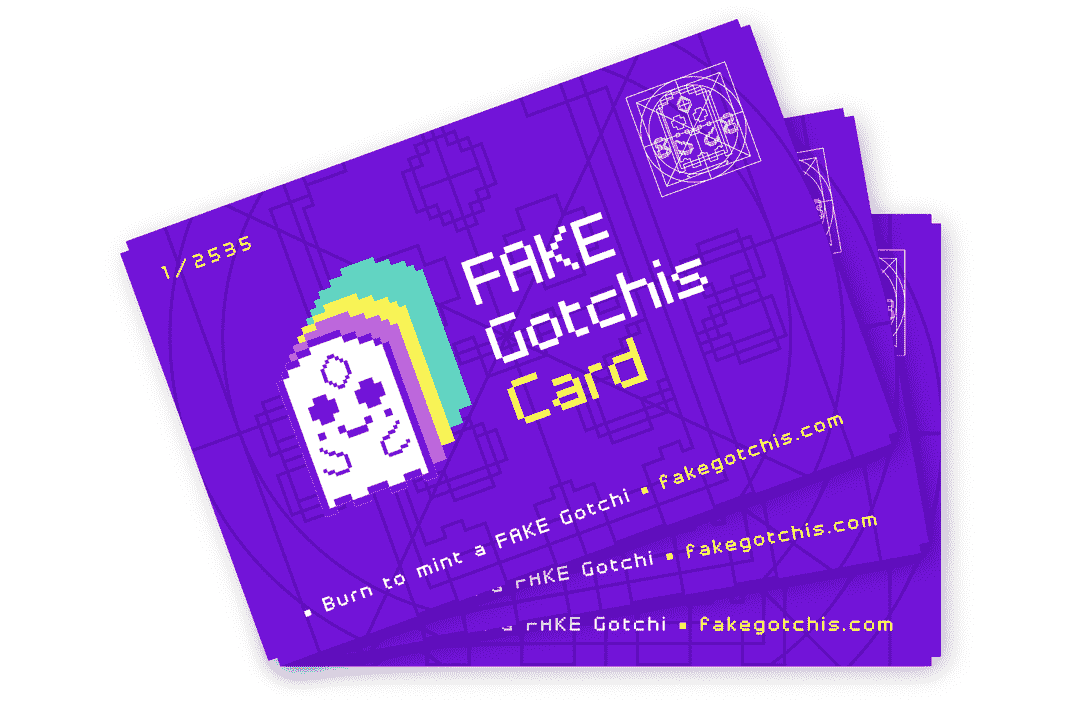 1/2535
FAKE
Gotchis
Card
▪ Burn to mint a FAKE Gotchi ▪ fakegotchis.com
FAKE Gotchi ▪ fakegotchis.com
FAKE Gotchi ▪ fakegotchis.com